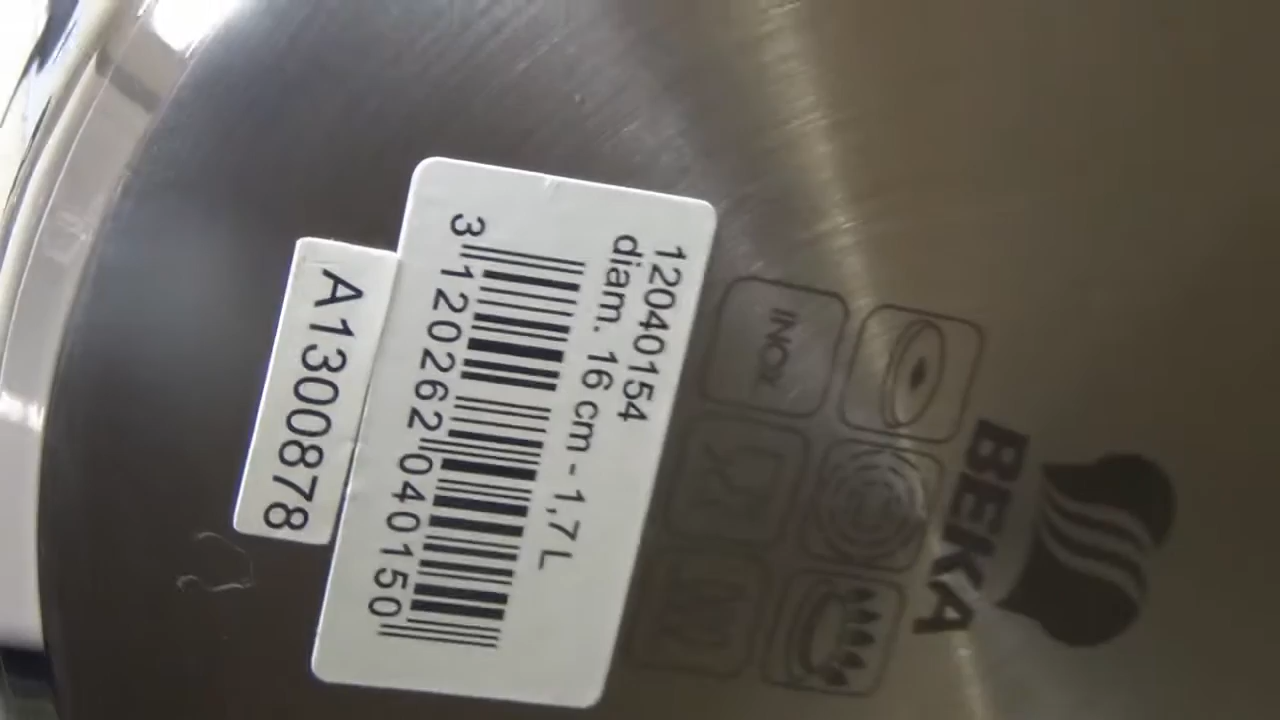 BEKA
INOX
12040154
diam. 16 cm - 1,7 L
3 120262 040150
A1300878